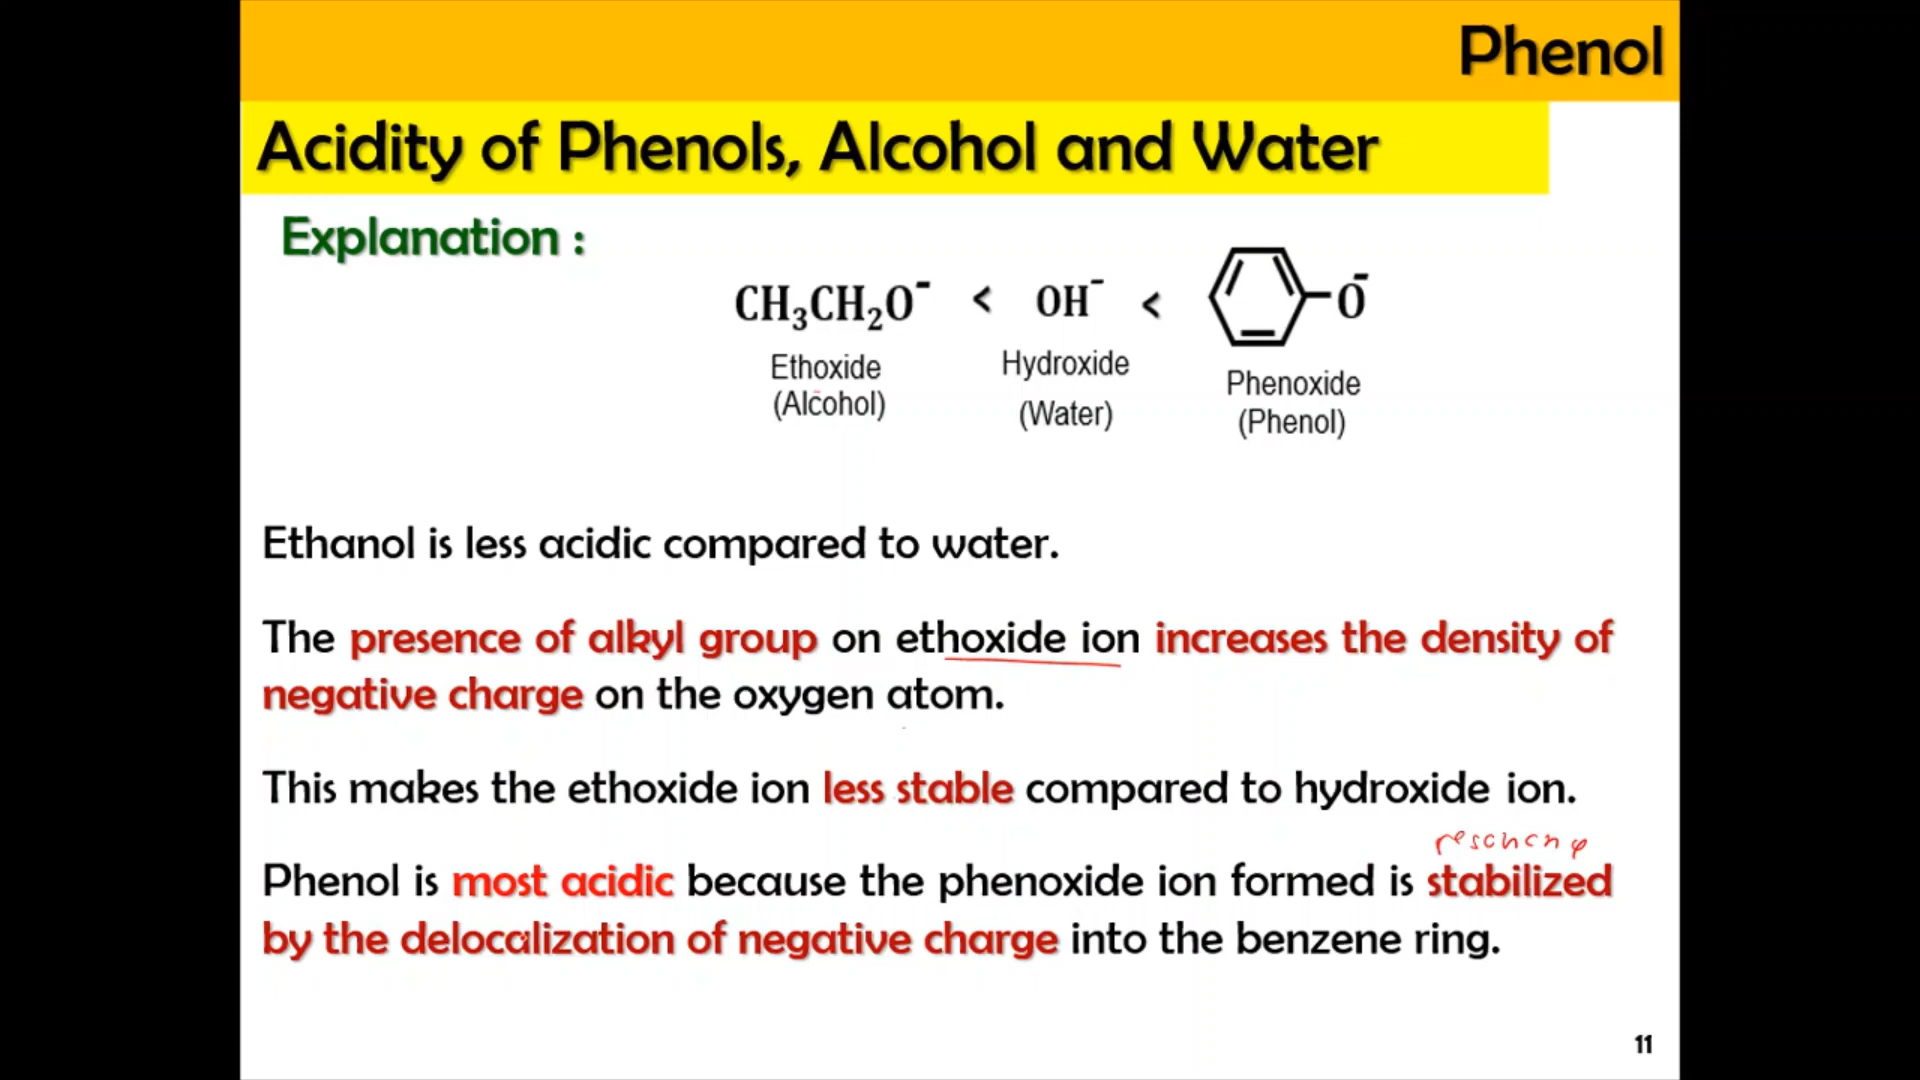 Phenol
Acidity of Phenols, Alcohol and Water
Explanation :
CH₃CH₂O⁻ < OH⁻ < O⁻
Ethoxide Hydroxide Phenoxide
(Alcohol) (Water) (Phenol)
Ethanol is less acidic compared to water.
The presence of alkyl group on ethoxide ion increases the density of
negative charge on the oxygen atom.
This makes the ethoxide ion less stable compared to hydroxide ion.
Phenol is most acidic because the phenoxide ion formed is stabilized
by the delocalization of negative charge into the benzene ring.
11